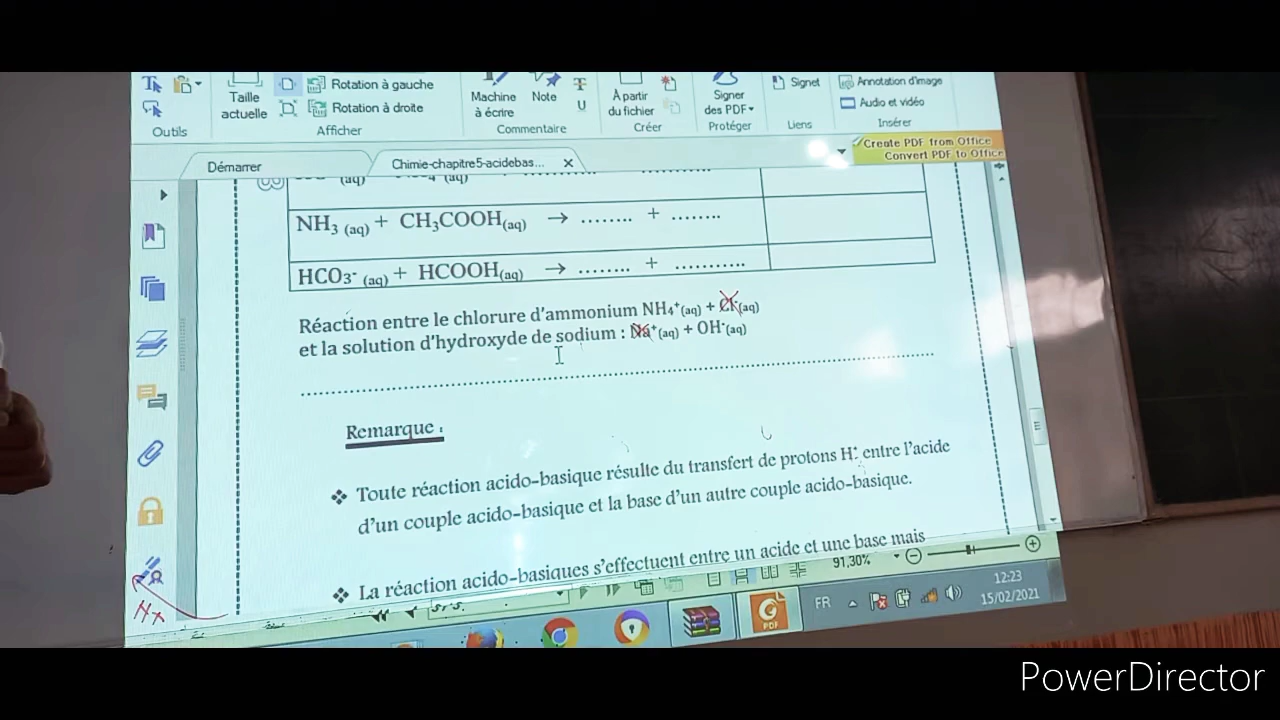 Rotation à gauche
Rotation à droite
Taille
actuelle
Outils
Afficher
Machine
à écrire
Note
Commentaire
À partir
du fichier
Créer
Signer
des PDF
Protéger
Signet
Liens
Annotation d'image
Audio et vidéo
Insérer
Create PDF from Office
Convert PDF to Office
Démarrer
Chimie-chapitre5-acidebas...
NH₃ (aq) + CH₃COOH(aq) → ........ + ........
HCO₃⁻ (aq) + HCOOH(aq) → ........ + ...........
Réaction entre le chlorure d'ammonium NH₄⁺(aq) + Cl⁻(aq)
et la solution d'hydroxyde de sodium : Na⁺(aq) + OH⁻(aq)
Remarque :
❖ Toute réaction acido-basique résulte du transfert de protons H⁺ entre l'acide
d'un couple acido-basique et la base d'un autre couple acido-basique.
❖ La réaction acido-basiques s'effectuent entre un acide et une base mais
91,30%
FR
12:23
15/02/2021
PDF
PowerDirector